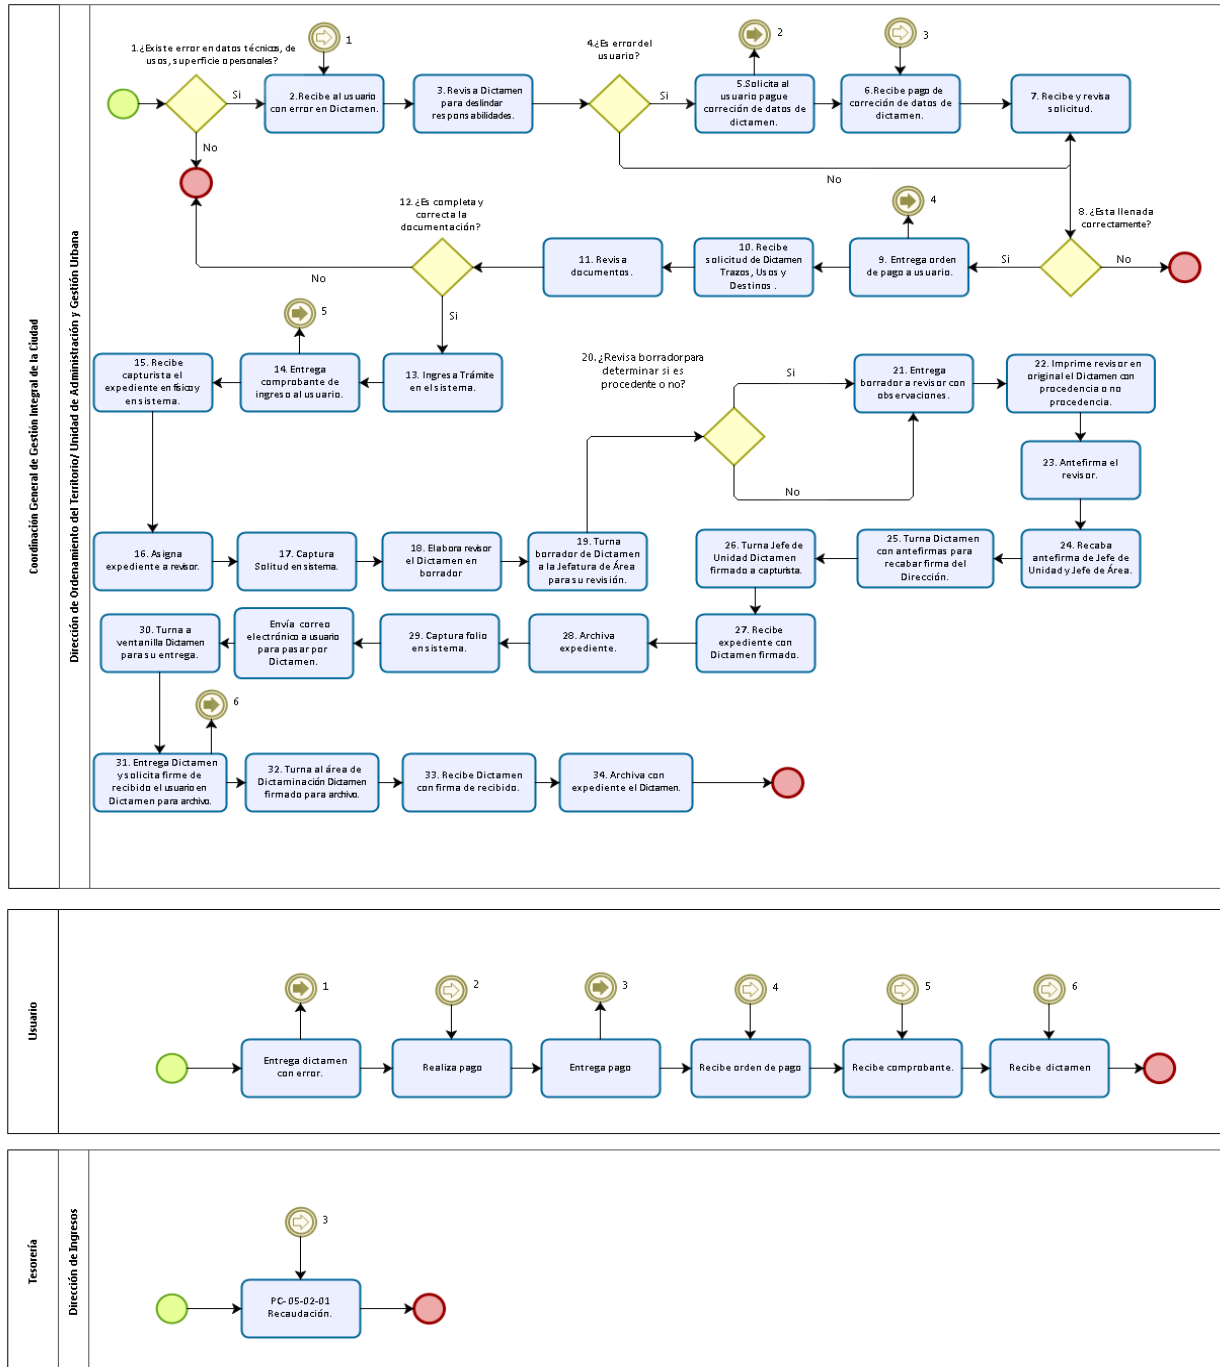 Coordinación General de Gestión Integral de la Ciudad
Dirección de Ordenamiento del Territorio/ Unidad de Administración y Gestión Urbana
1.¿Existe error en datos técnicos, de
usos, superficie o personales?
Si
No
1
2.Recibe al usuario
con error en Dictamen.
3. Revisa Dictamen
para deslindar
responsabilidades.
4.¿Es error del
usuario?
Si
No
2
5.Solicita al
usuario pague
correción de datos de
dictamen.
3
6.Recibe pago de
correción de datos de
dictamen.
7. Recibe y revisa
solicitud.
8. ¿Esta llenada
correctamente?
Si
No
4
9. Entrega orden
de pago a usuario.
10. Recibe
solicitud de Dictamen
Trazos, Usos y
Destinos .
11. Revisa
documentos.
12. ¿Es completa y
correcta la
documentación?
No
Si
5
13. Ingresa Trámite
en el sistema.
14. Entrega
comprobante de
ingreso al usuario.
15. Recibe
capturista el
expediente en físico y
en sistema.
16. Asigna
expediente a revisor.
17. Captura
Solitud en sistema.
18. Elabora revisor
el Dictamen en
borrador
19. Turna
borrador de Dictamen
a la Jefatura de Área
para su revisión.
20. ¿Revisa borrador para
determinar si es
procedente o no?
Si
No
21. Entrega
borrador a revisor con
observaciones.
22. Imprime revisor en
original el Dictamen con
procedencia o no
procedencia.
23. Antefirma el
revisor.
24. Recaba
antefirma de Jefe de
Unidad y Jefe de Área.
25. Turna Dictamen
con antefirmas para
recabar firma del
Dirección.
26. Turna Jefe de
Unidad Dictamen
firmado a capturista.
27. Recibe
expediente con
Dictamen firmado.
28. Archiva
expediente.
29. Captura folio
en sistema.
Envía correo
electrónico a usuario
para pasar por
Dictamen.
30. Turna a
ventanilla Dictamen
para su entrega.
6
31. Entrega Dictamen
y solicita firme de
recibido el usuario en
Dictamen para archivo.
32. Turna al área de
Dictaminación Dictamen
firmado para archivo.
33. Recibe Dictamen
con firma de recibido.
34. Archiva con
expediente el Dictamen.
Usuario
1
Entrega dictamen
con error.
2
Realiza pago
3
Entrega pago
4
Recibe orden de pago
5
Recibe comprobante.
6
Recibe dictamen
Tesorería
Dirección de Ingresos
3
PC-05-02-01
Recaudación.